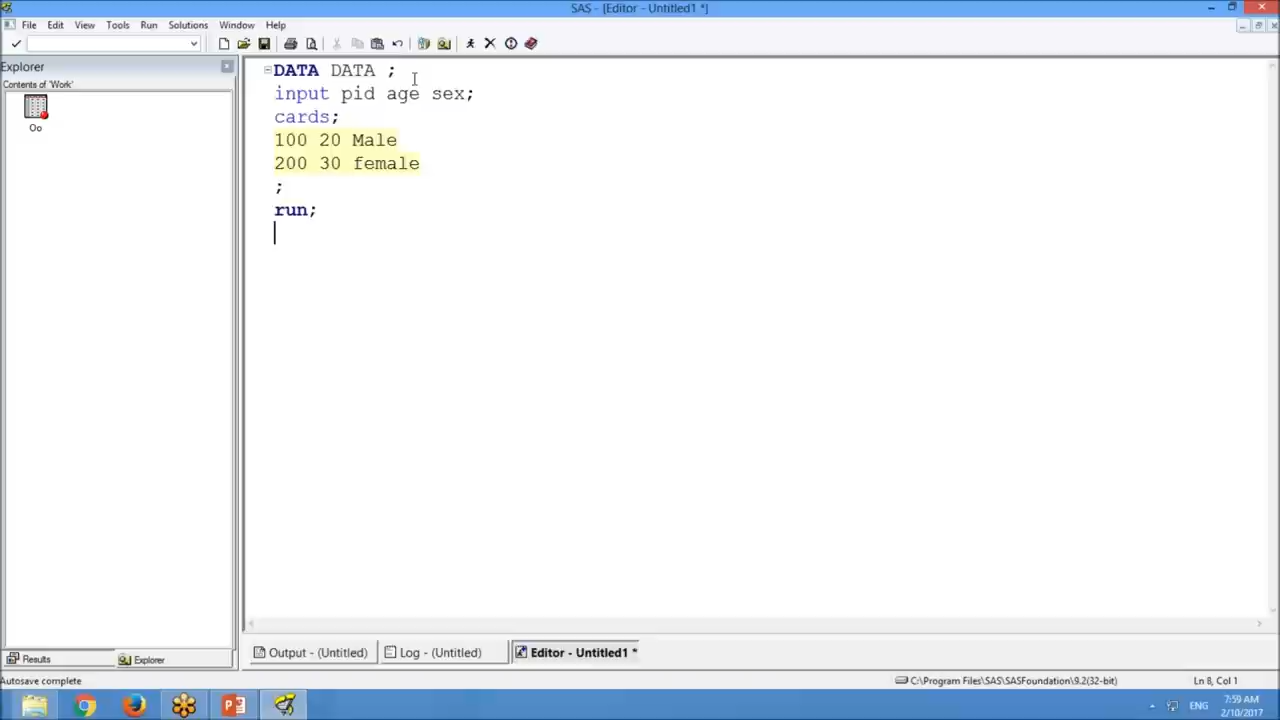 SAS - [Editor - Untitled1 *]
File Edit View Tools Run Solutions Window Help
Explorer
Contents of 'Work'
Oo
DATA DATA ;
input pid age sex;
cards;
100 20 Male
200 30 female
;
run;
Results
Explorer
Output - (Untitled)
Log - (Untitled)
Editor - Untitled1 *
Autosave complete
C:\Program Files\SAS\SASFoundation\9.2(32-bit)
Ln 8, Col 1
ENG
7:59 AM
2/10/2017